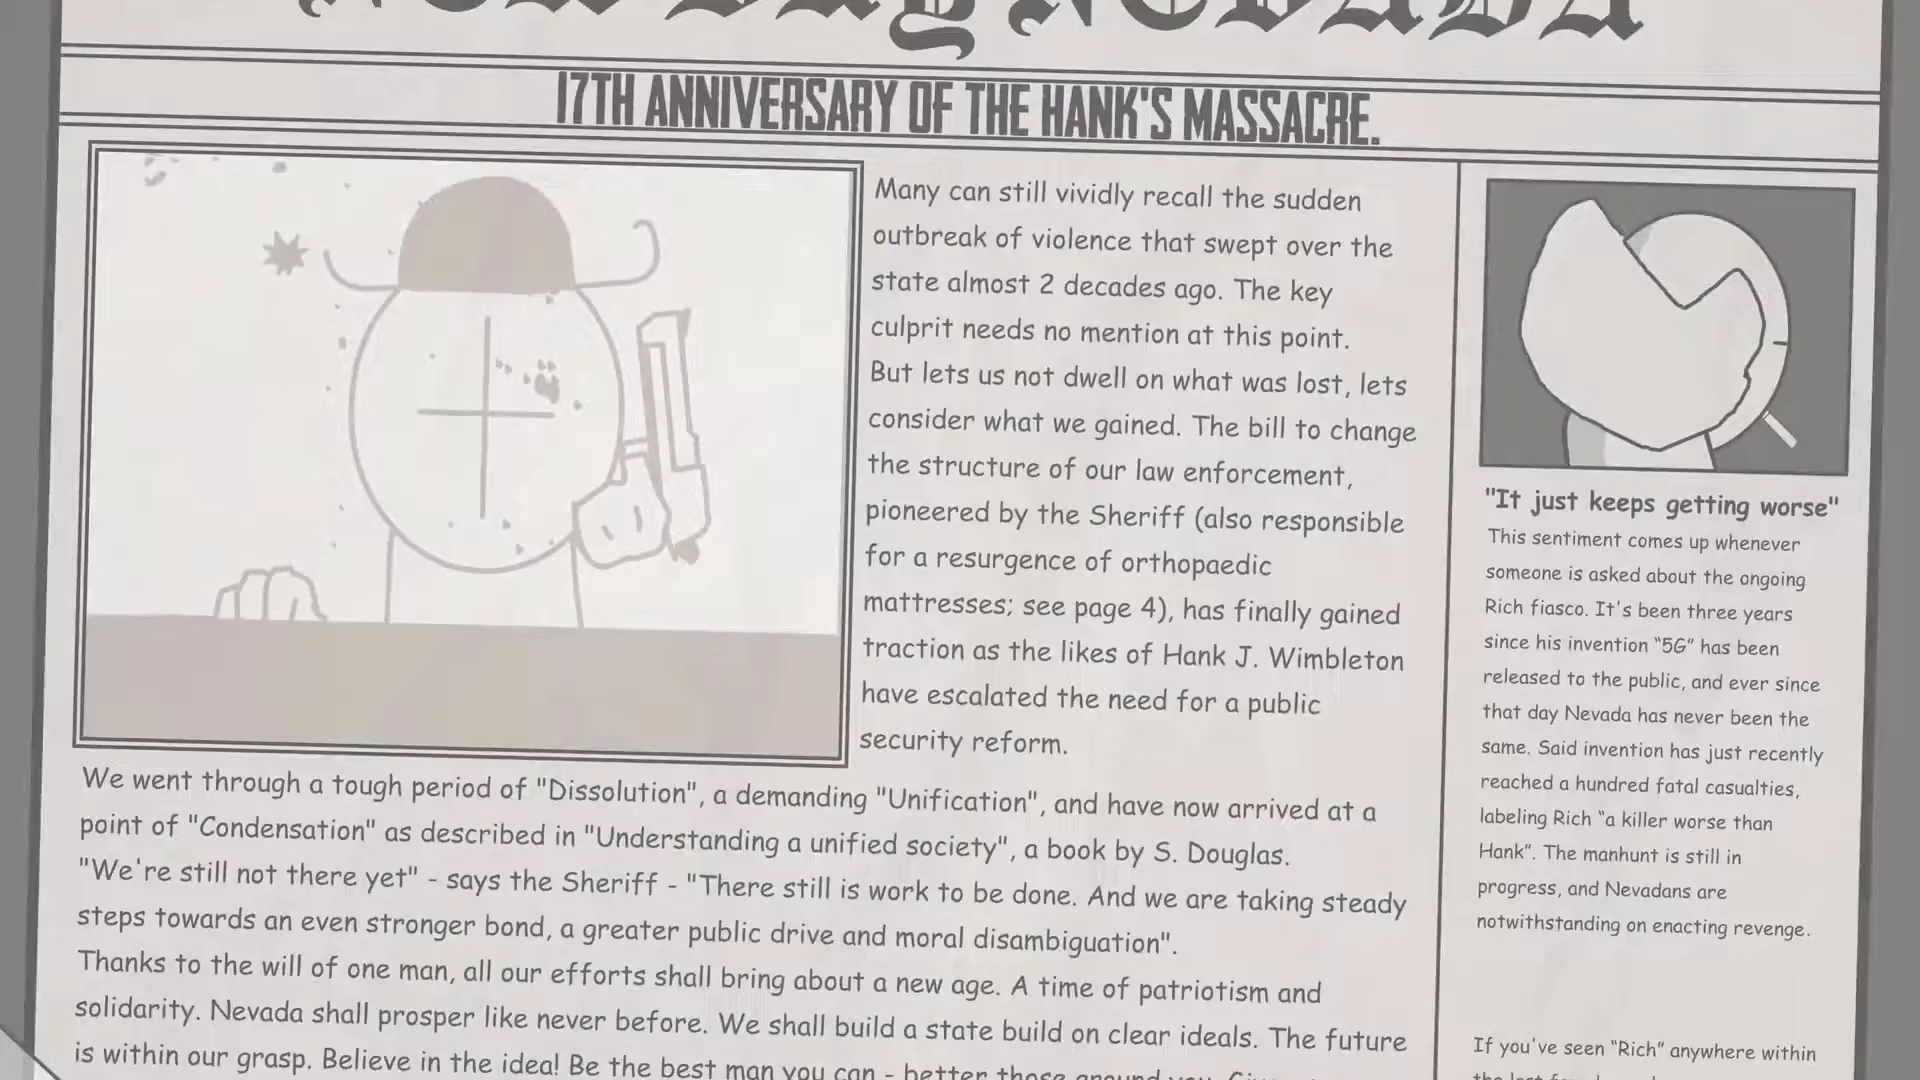 NEW DAY NEVADA
17TH ANNIVERSARY OF THE HANK'S MASSACRE.
Many can still vividly recall the sudden
outbreak of violence that swept over the
state almost 2 decades ago. The key
culprit needs no mention at this point.
But lets us not dwell on what was lost, lets
consider what we gained. The bill to change
the structure of our law enforcement,
pioneered by the Sheriff (also responsible
for a resurgence of orthopaedic
mattresses; see page 4), has finally gained
traction as the likes of Hank J. Wimbleton
have escalated the need for a public
security reform.
We went through a tough period of "Dissolution", a demanding "Unification", and have now arrived at a
point of "Condensation" as described in "Understanding a unified society", a book by S. Douglas.
"We're still not there yet" - says the Sheriff - "There still is work to be done. And we are taking steady
steps towards an even stronger bond, a greater public drive and moral disambiguation".
Thanks to the will of one man, all our efforts shall bring about a new age. A time of patriotism and
solidarity. Nevada shall prosper like never before. We shall build a state build on clear ideals. The future
is within our grasp. Believe in the idea! Be the best man you can - better those around you.
"It just keeps getting worse"
This sentiment comes up whenever
someone is asked about the ongoing
Rich fiasco. It's been three years
since his invention "5G" has been
released to the public, and ever since
that day Nevada has never been the
same. Said invention has just recently
reached a hundred fatal casualties,
labeling Rich "a killer worse than
Hank". The manhunt is still in
progress, and Nevadans are
notwithstanding on enacting revenge.
If you've seen "Rich" anywhere within